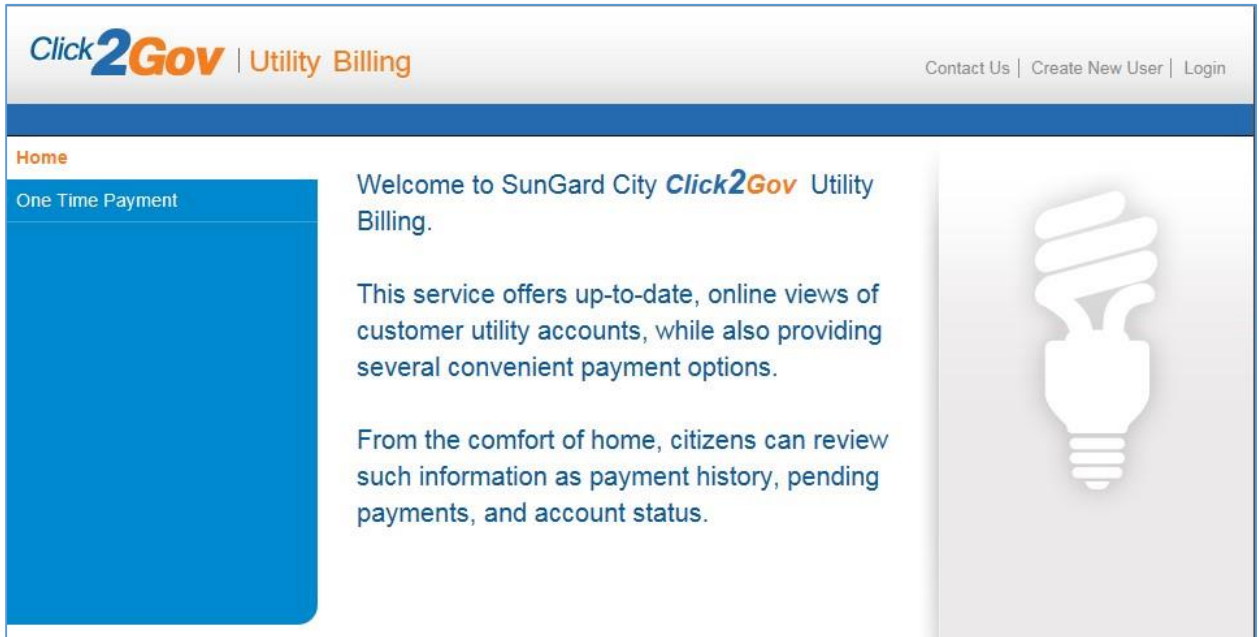 Click2Gov | Utility Billing
Contact Us | Create New User | Login
Home
One Time Payment
Welcome to SunGard City Click2Gov Utility
Billing.
This service offers up-to-date, online views of
customer utility accounts, while also providing
several convenient payment options.
From the comfort of home, citizens can review
such information as payment history, pending
payments, and account status.